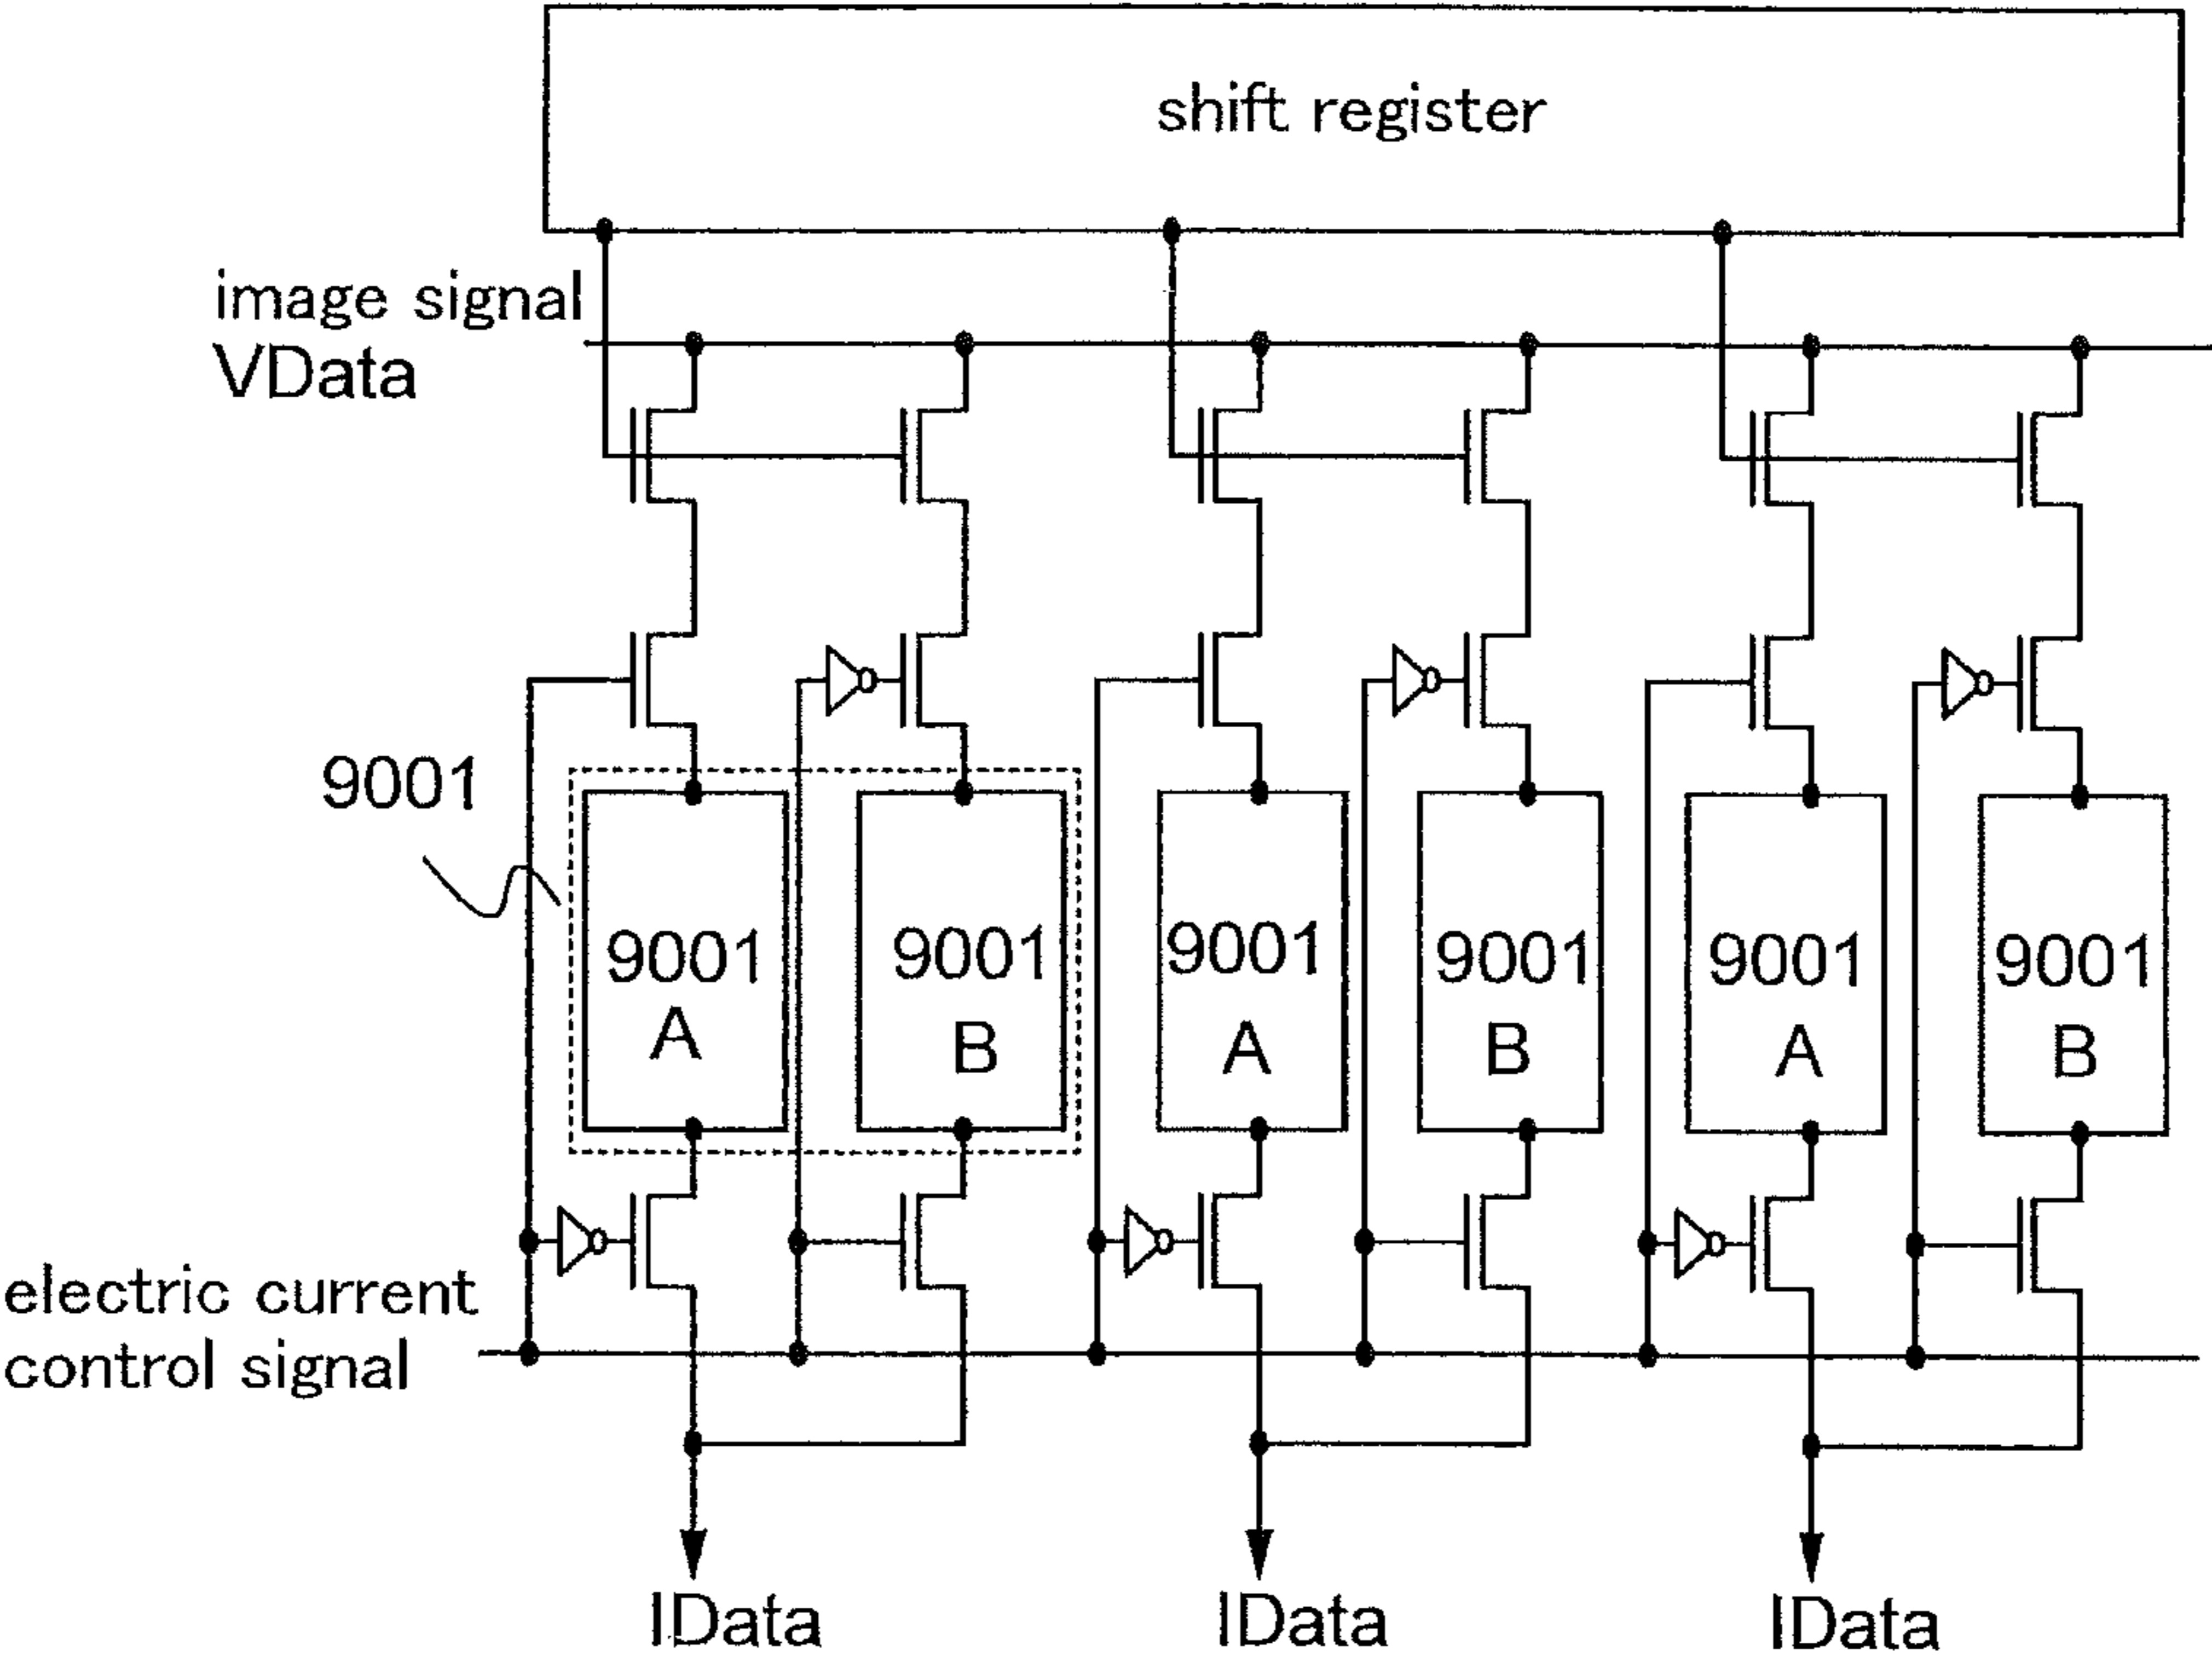 shift register
image signal
VData
9001
9001
A
9001
B
9001
A
9001
B
9001
A
9001
B
electric current
control signal
IData
IData
IData